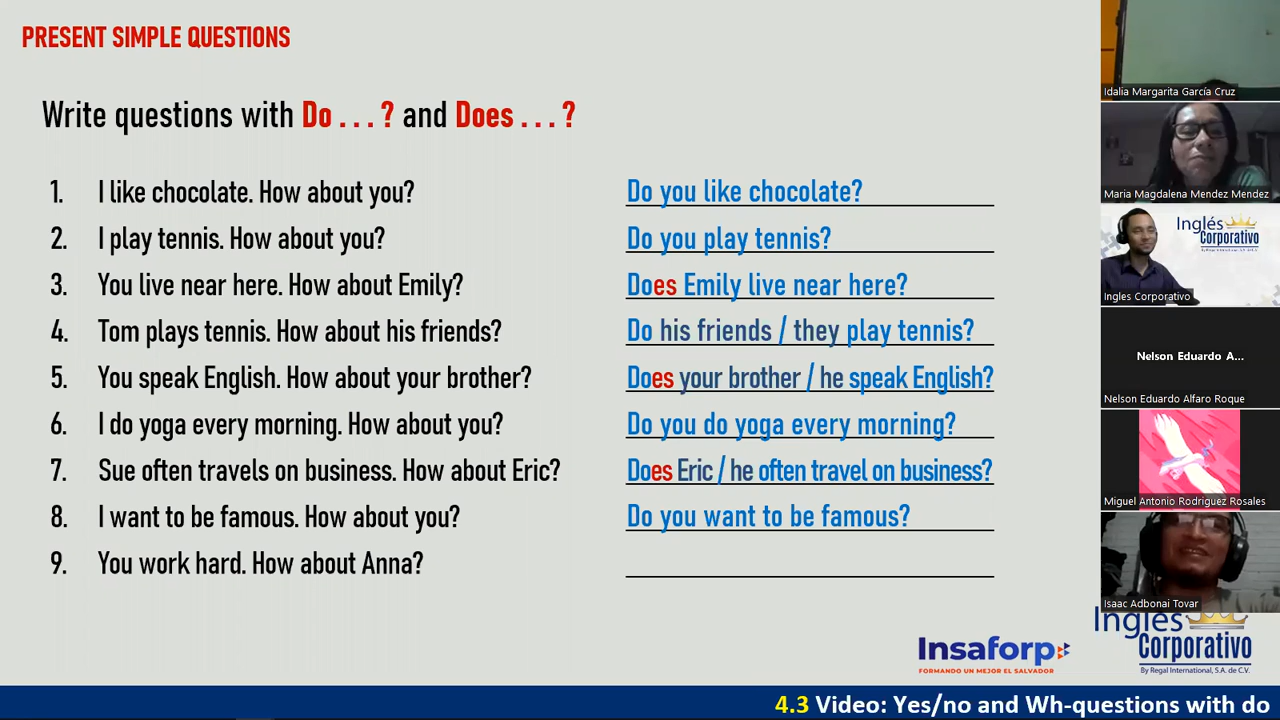 PRESENT SIMPLE QUESTIONS
Write questions with Do . . . ? and Does . . . ?
1. I like chocolate. How about you? Do you like chocolate?
2. I play tennis. How about you? Do you play tennis?
3. You live near here. How about Emily? Does Emily live near here?
4. Tom plays tennis. How about his friends? Do his friends / they play tennis?
5. You speak English. How about your brother? Does your brother / he speak English?
6. I do yoga every morning. How about you? Do you do yoga every morning?
7. Sue often travels on business. How about Eric? Does Eric / he often travel on business?
8. I want to be famous. How about you? Do you want to be famous?
9. You work hard. How about Anna?
Idalia Margarita García Cruz
Maria Magdalena Mendez Mendez
Inglés
Corporativo
Ingles Corporativo
Nelson Eduardo A...
Nelson Eduardo Alfaro Roque
Miguel Antonio Rodriguez Rosales
Isaac Adbonai Tovar
Insaforp
FORMANDO UN MEJOR EL SALVADOR
Inglés
Corporativo
By Regal International, S.A. de C.V.
4.3 Video: Yes/no and Wh-questions with do